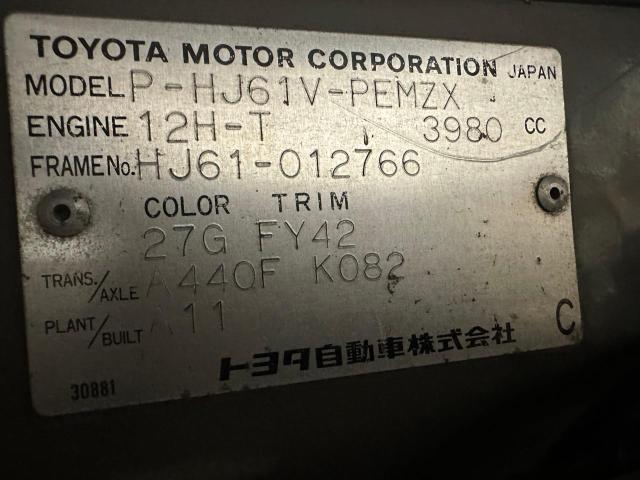 TOYOTA MOTOR CORPORATION JAPAN
MODEL P-HJ61V-PEMZX
ENGINE 12H-T 3980 CC
FRAME No. HJ61-012766
COLOR TRIM
27G FY42
TRANS./AXLE A440F K082
PLANT/BUILT A11
トヨタ自動車株式会社 C
30881